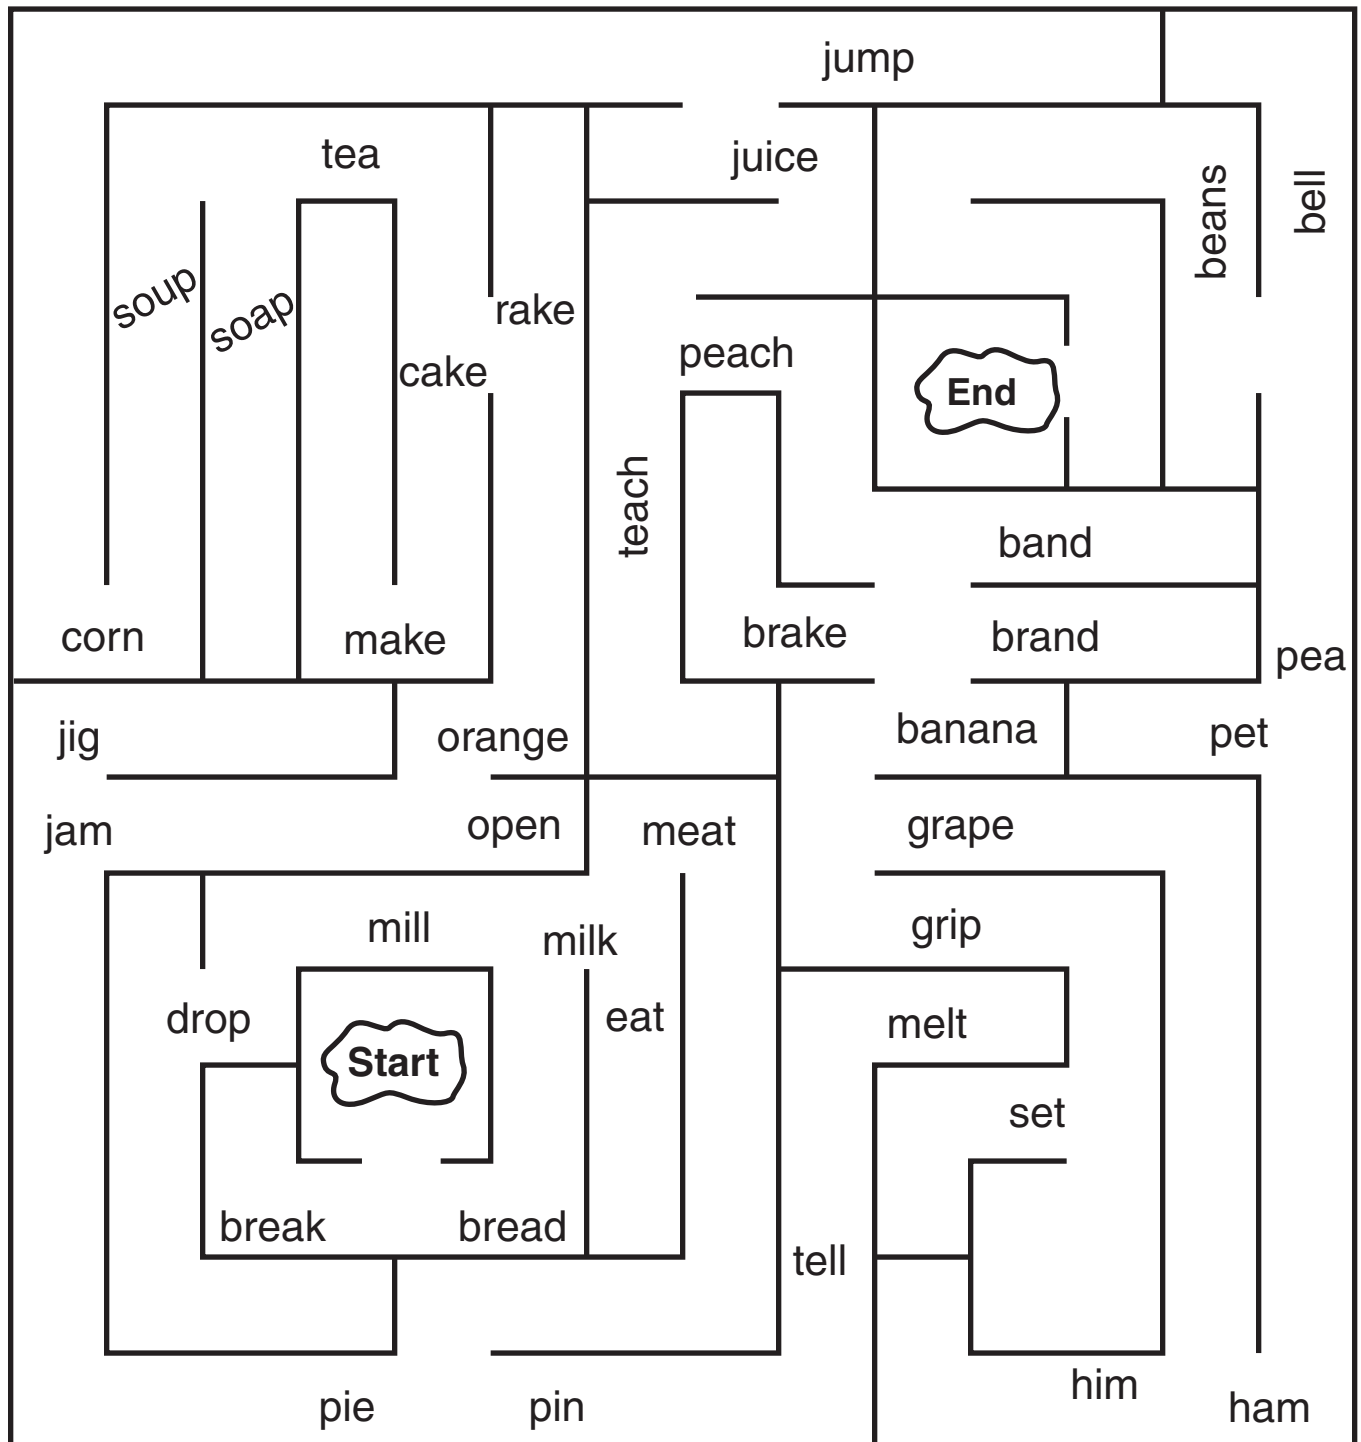 jump
tea
juice
beans
bell
soup
soap
rake
cake
peach
End
teach
band
corn
make
brake
brand
pea
jig
orange
banana
pet
jam
open
meat
grape
mill
milk
grip
drop
eat
melt
Start
set
break
bread
tell
pie
pin
him
ham